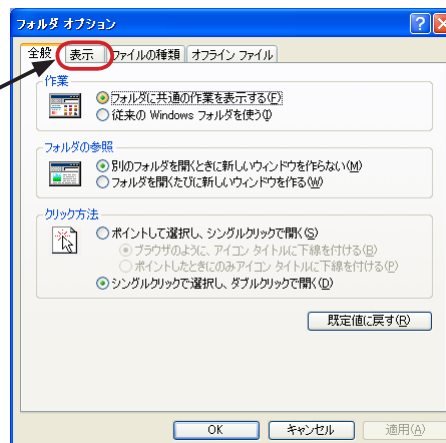 フォルダ オプション
全般
表示
ファイルの種類
オフライン ファイル
作業
フォルダに共通の作業を表示する(F)
従来の Windows フォルダを使う(I)
フォルダの参照
別のフォルダを開くときに新しいウィンドウを作らない(M)
フォルダを開くたびに新しいウィンドウを作る(W)
クリック方法
ポイントして選択し、シングルクリックで開く(S)
ブラウザのように、アイコン タイトルに下線を付ける(B)
ポイントしたときにのみアイコン タイトルに下線を付ける(P)
シングルクリックで選択し、ダブルクリックで開く(D)
既定値に戻す(R)
OK
キャンセル
適用(A)